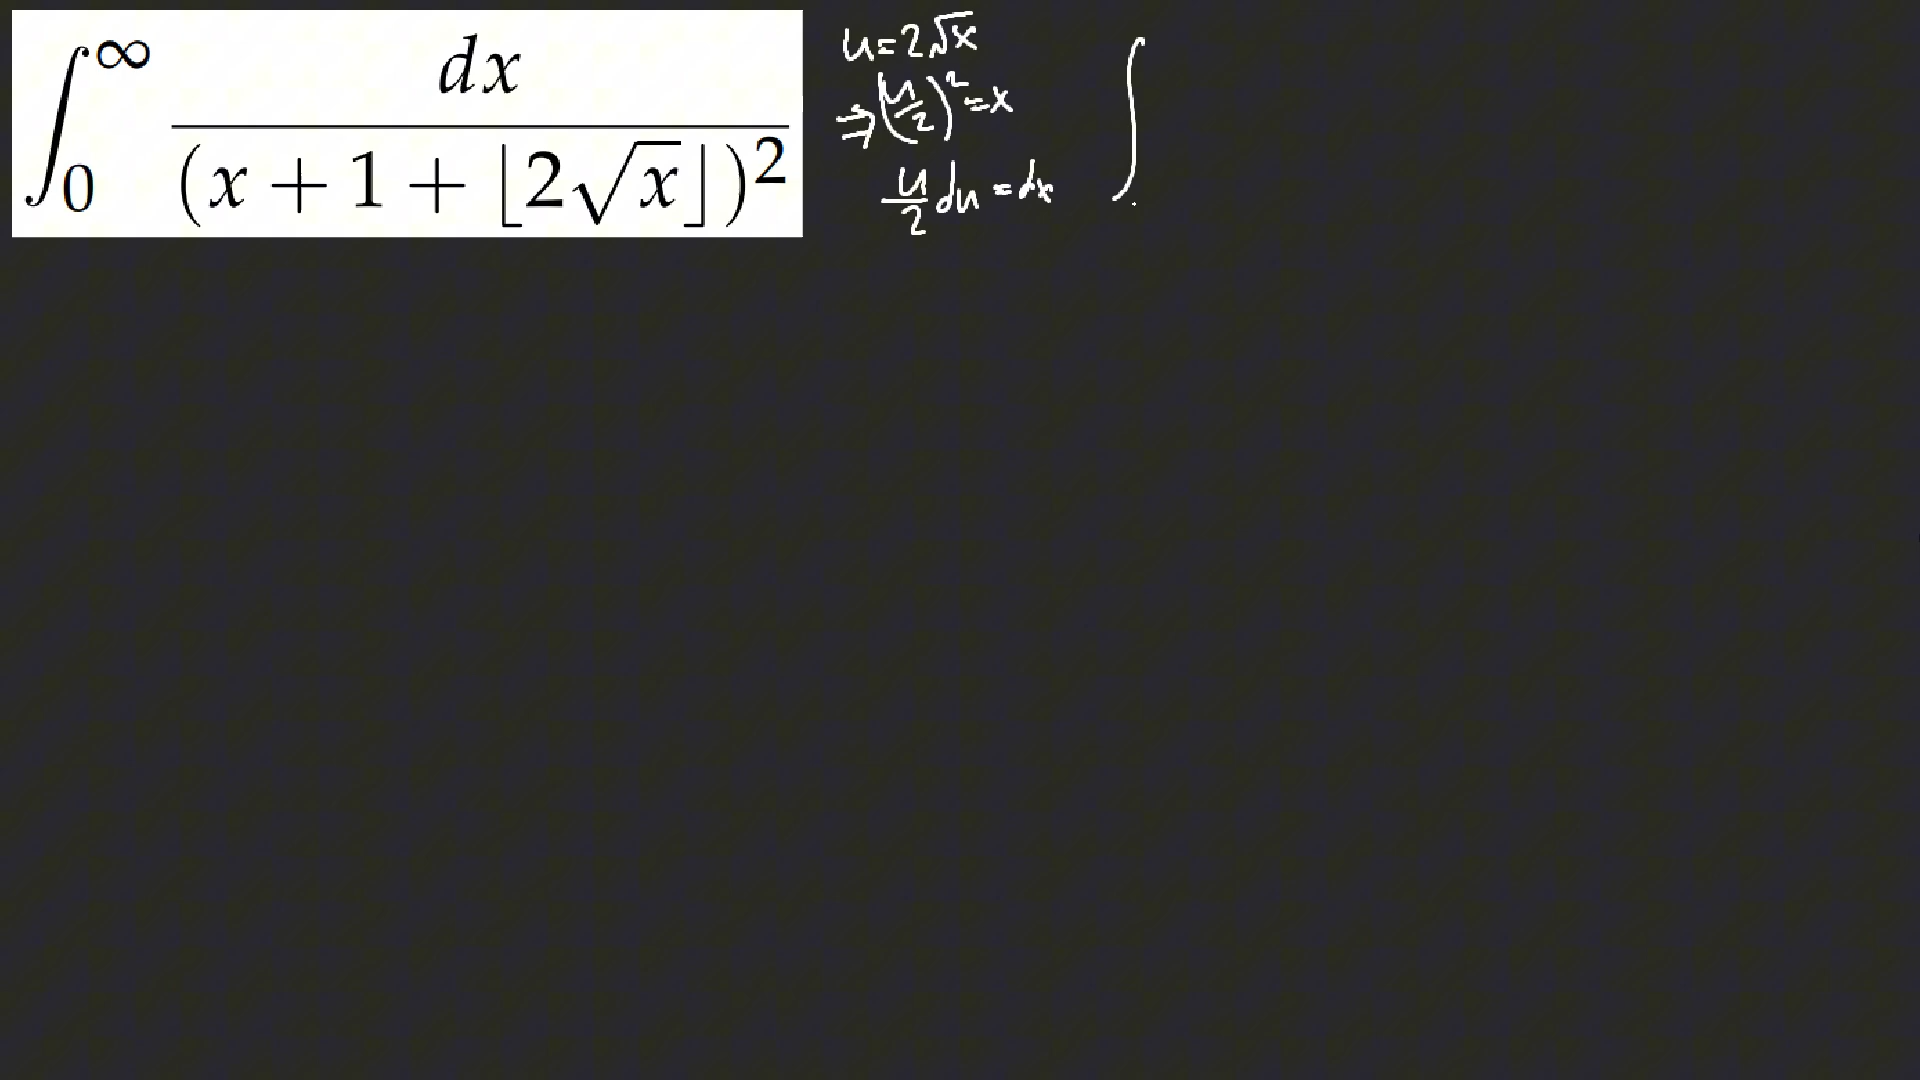 ∫₀^∞ dx / (x + 1 + ⌊2√x⌋)²
u = 2√x
⇒ (u/2)² = x
u/2 du = dx
∫